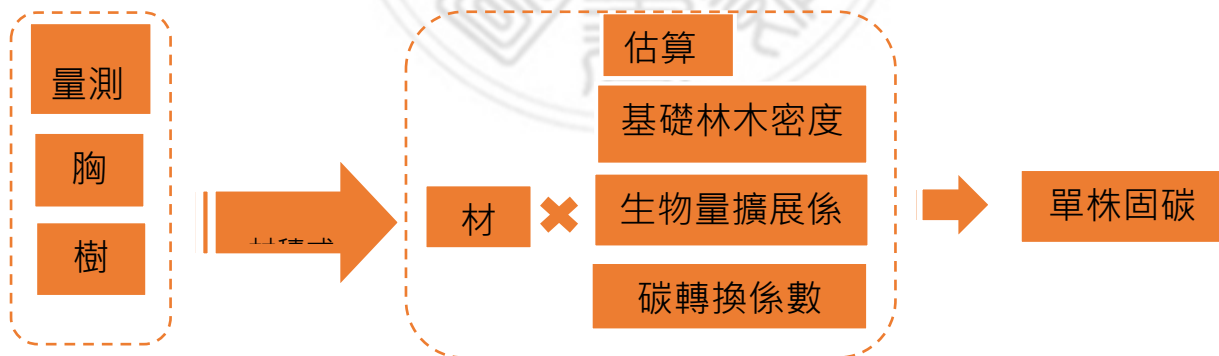 量測
胸
樹
材
估算
基礎林木密度
生物量擴展係
碳轉換係數
單株固碳